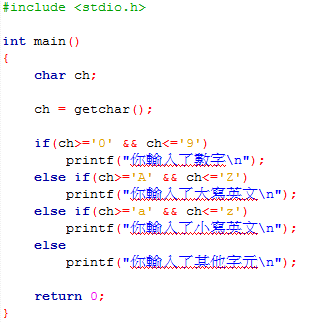 #include <stdio.h>
int main()
{
char ch;
ch = getchar();
if(ch>='0' && ch<='9')
printf("你輸入了數字\n");
else if(ch>='A' && ch<='Z')
printf("你輸入了大寫英文\n");
else if(ch>='a' && ch<='z')
printf("你輸入了小寫英文\n");
else
printf("你輸入了其他字元\n");
return 0;
}